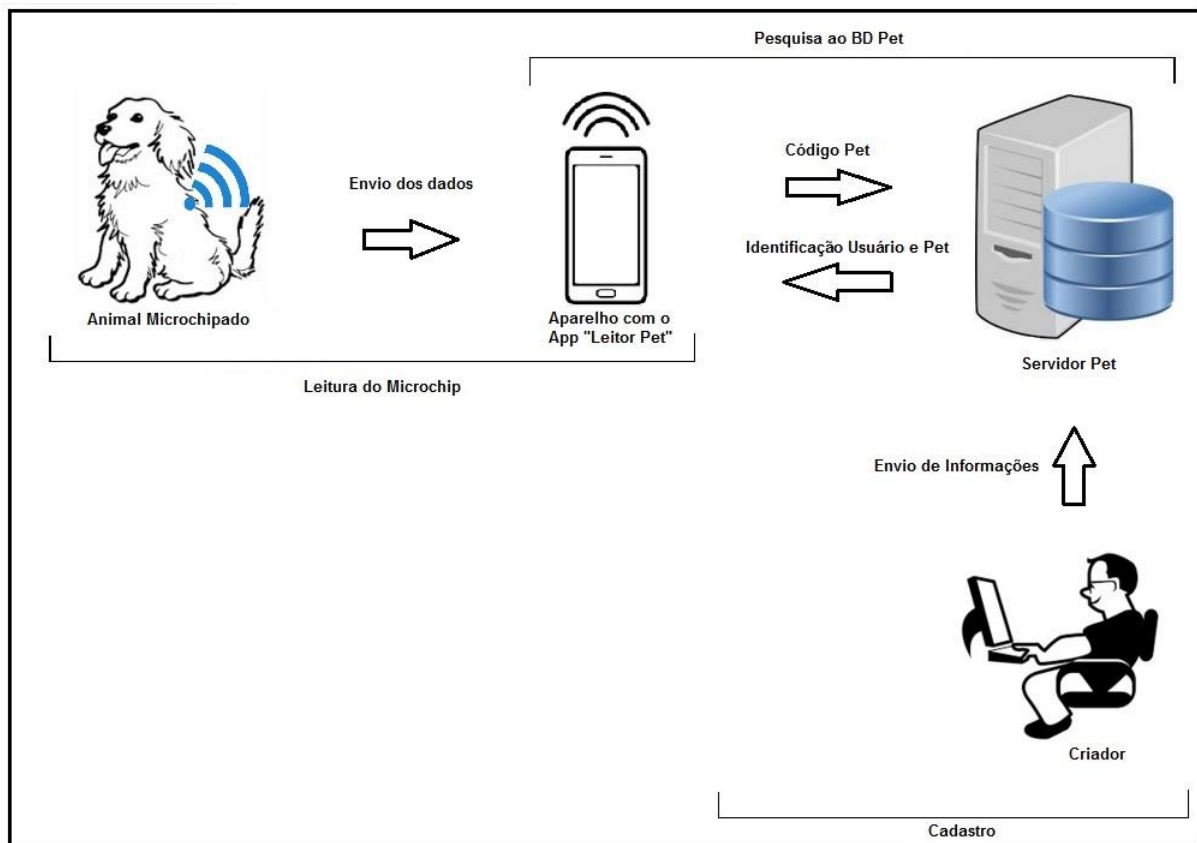 Pesquisa ao BD Pet
Código Pet
Envio dos dados
Identificação Usuário e Pet
Animal Microchipado
Aparelho com o
App "Leitor Pet"
Servidor Pet
Leitura do Microchip
Envio de Informações
Criador
Cadastro